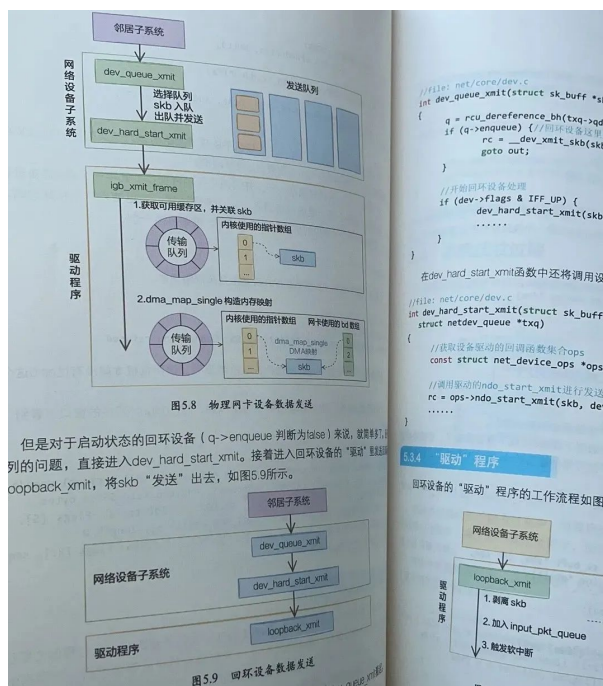 邻居子系统
网络设备子系统
dev_queue_xmit
选择队列
skb 入队
出队并发送
dev_hard_start_xmit
发送队列
驱动程序
igb_xmit_frame
1.获取可用缓存区，并关联 skb
传输队列
内核使用的指针数组
0
1
...
skb
2.dma_map_single 构造内存映射
传输队列
内核使用的指针数组
网卡使用的 bd 数组
0
1
...
dma_map_single
DMA映射
skb
0
2
...
图5.8 物理网卡设备数据发送
但是对于启动状态的回环设备（q->enqueue 判断为false）来说，就简单多了，
列的问题，直接进入dev_hard_start_xmit。接着进入回环设备的“驱动”
loopback_xmit，将skb“发送”出去，如图5.9所示。
邻居子系统
网络设备子系统
dev_queue_xmit
dev_hard_start_xmit
驱动程序
loopback_xmit
图5.9 回环设备数据发送
//file: net/core/dev.c
int dev_queue_xmit(struct sk_buff *s
{
q = rcu_dereference_bh(txq->qd
if (q->enqueue) {//回环设备这里
rc = __dev_xmit_skb(sk
goto out;
}
//开始回环设备处理
if (dev->flags & IFF_UP) {
dev_hard_start_xmit(skb
......
}
}
在dev_hard_start_xmit函数中还将调用设
//file: net/core/dev.c
int dev_hard_start_xmit(struct sk_buff
struct netdev_queue *txq)
{
//获取设备驱动的回调函数集合ops
const struct net_device_ops *ops
//调用驱动的ndo_start_xmit进行发送
rc = ops->ndo_start_xmit(skb, de
......
}
5.3.4 “驱动”程序
回环设备的“驱动”程序的工作流程如图
网络设备子系统
驱动程序
loopback_xmit
1. 剥离 skb
2. 加入 input_pkt_queue
3. 触发软中断